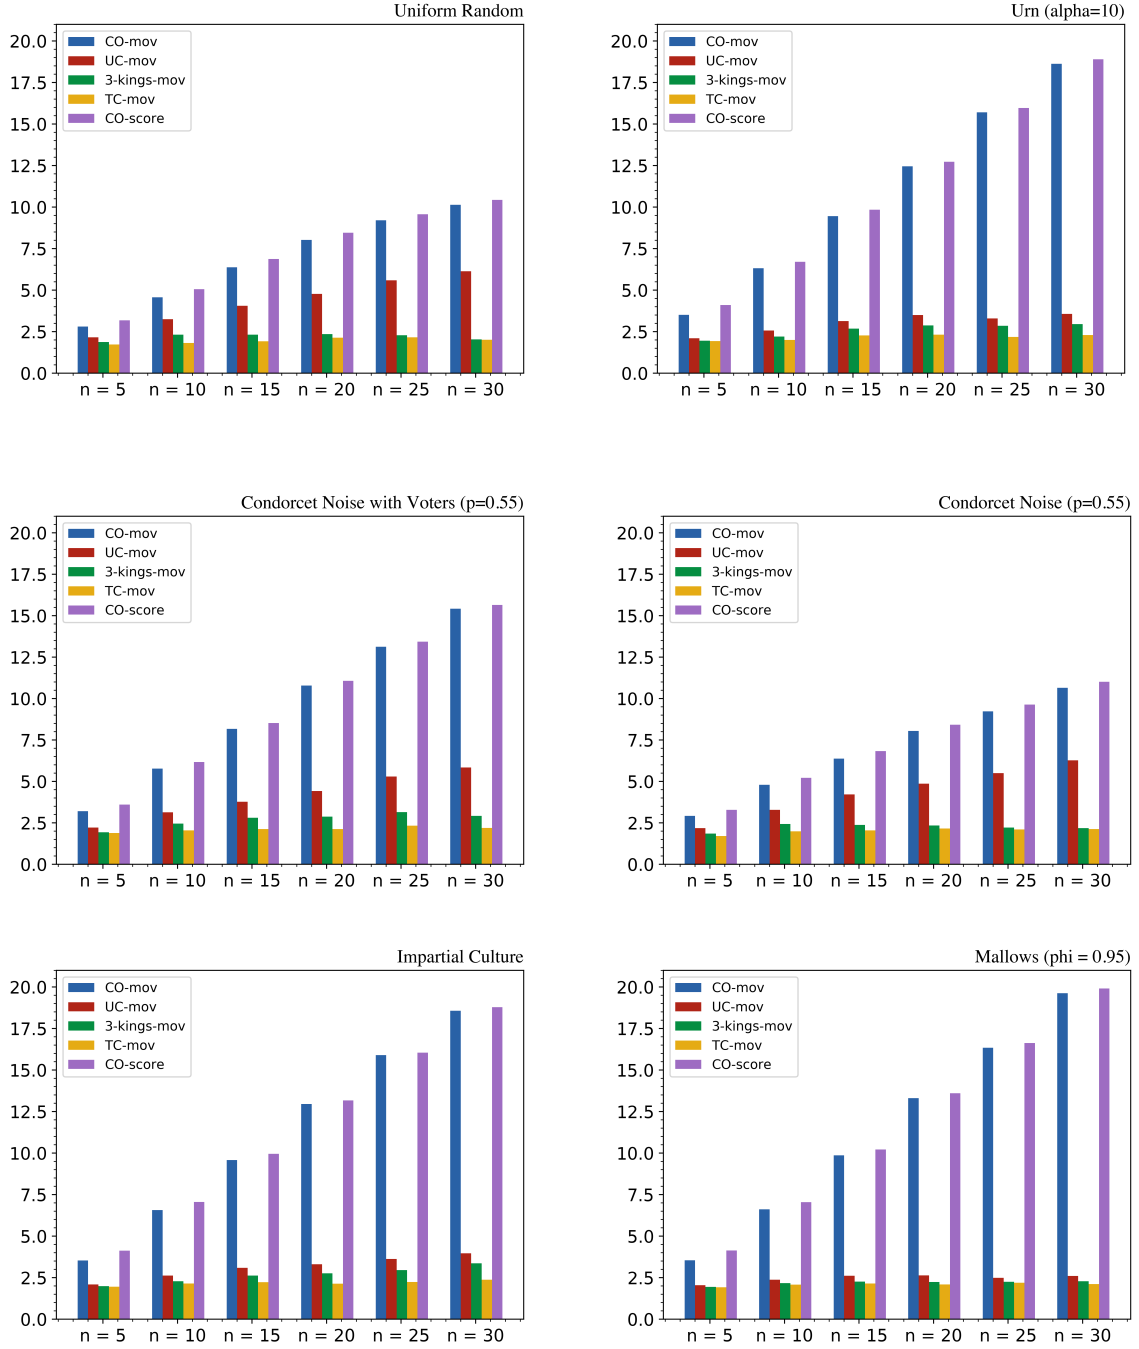 Uniform Random
20.0
17.5
15.0
12.5
10.0
7.5
5.0
2.5
0.0
CO-mov
UC-mov
3-kings-mov
TC-mov
CO-score
n = 5 n = 10 n = 15 n = 20 n = 25 n = 30
Urn (alpha=10)
20.0
17.5
15.0
12.5
10.0
7.5
5.0
2.5
0.0
CO-mov
UC-mov
3-kings-mov
TC-mov
CO-score
n = 5 n = 10 n = 15 n = 20 n = 25 n = 30
Condorcet Noise with Voters (p=0.55)
20.0
17.5
15.0
12.5
10.0
7.5
5.0
2.5
0.0
CO-mov
UC-mov
3-kings-mov
TC-mov
CO-score
n = 5 n = 10 n = 15 n = 20 n = 25 n = 30
Condorcet Noise (p=0.55)
20.0
17.5
15.0
12.5
10.0
7.5
5.0
2.5
0.0
CO-mov
UC-mov
3-kings-mov
TC-mov
CO-score
n = 5 n = 10 n = 15 n = 20 n = 25 n = 30
Impartial Culture
20.0
17.5
15.0
12.5
10.0
7.5
5.0
2.5
0.0
CO-mov
UC-mov
3-kings-mov
TC-mov
CO-score
n = 5 n = 10 n = 15 n = 20 n = 25 n = 30
Mallows (phi = 0.95)
20.0
17.5
15.0
12.5
10.0
7.5
5.0
2.5
0.0
CO-mov
UC-mov
3-kings-mov
TC-mov
CO-score
n = 5 n = 10 n = 15 n = 20 n = 25 n = 30